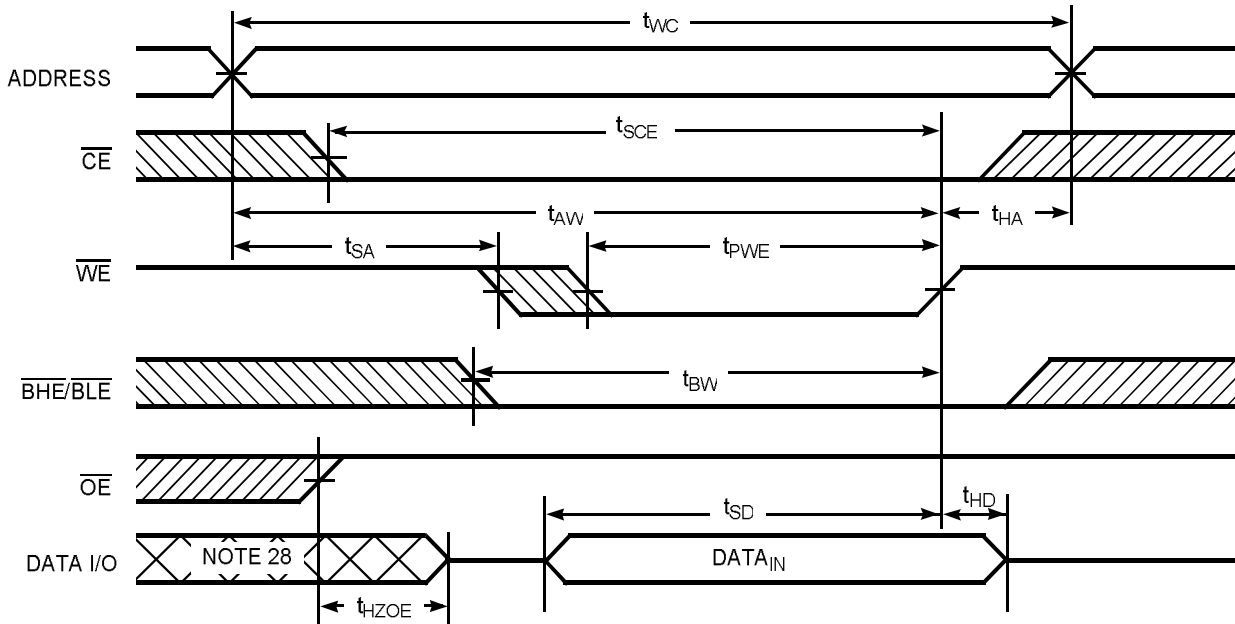 tWC
ADDRESS
tSCE
CE
tAW
tHA
tSA
tPWE
WE
tBW
BHE/BLE
OE
tSD
tHD
DATA I/O
NOTE 28
DATAIN
tHZOE